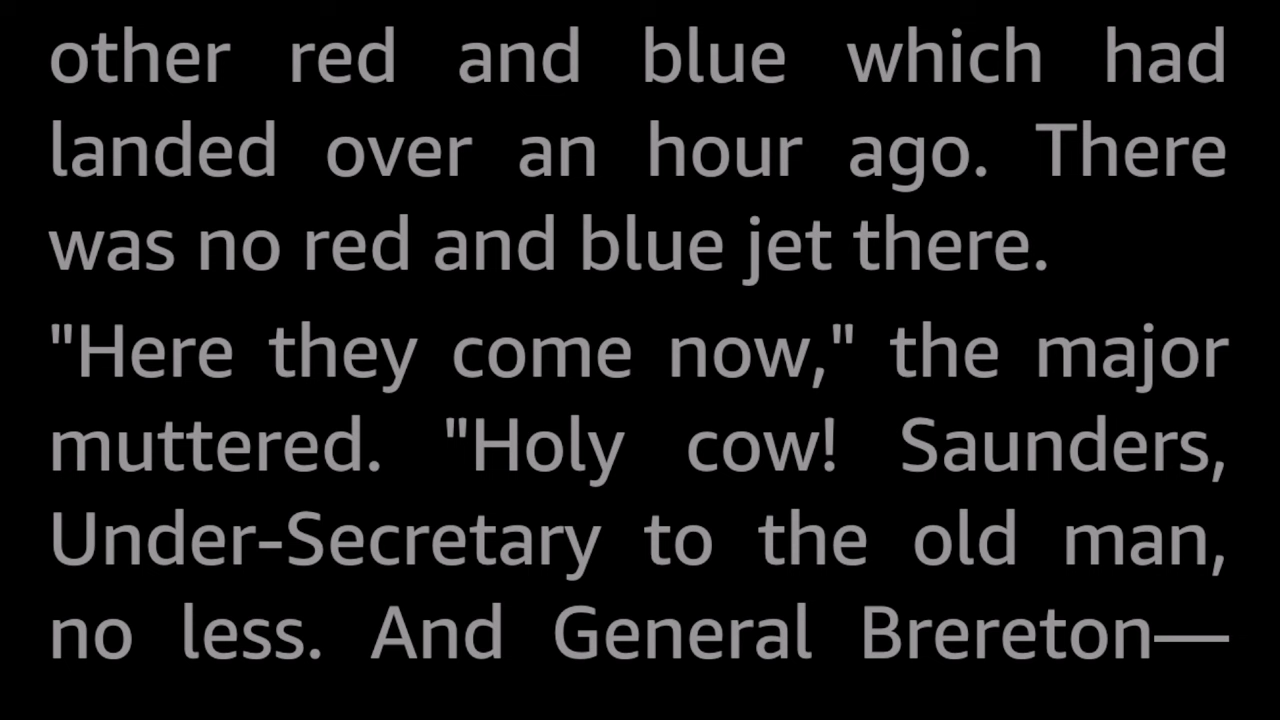 other red and blue which had
landed over an hour ago. There
was no red and blue jet there.
"Here they come now," the major
muttered. "Holy cow! Saunders,
Under-Secretary to the old man,
no less. And General Brereton—